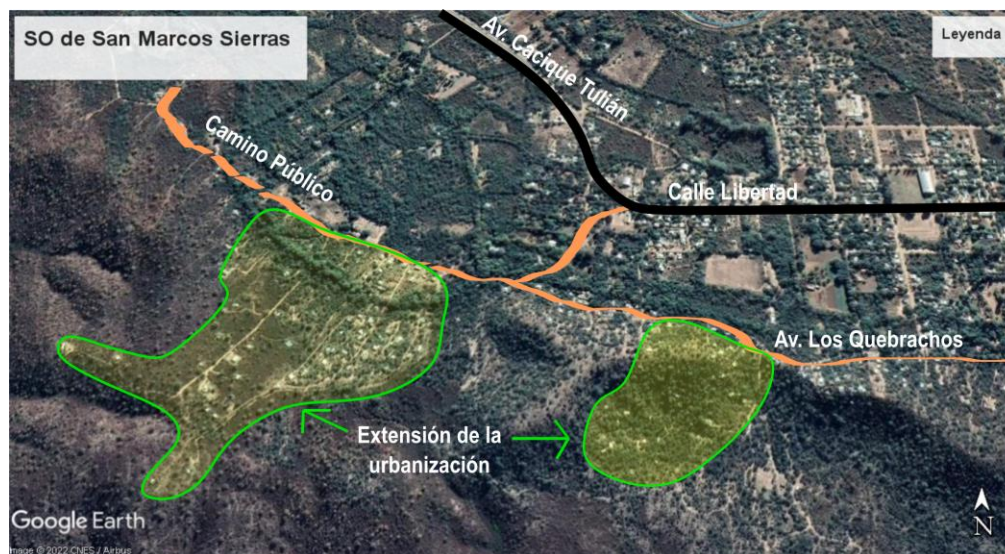 SO de San Marcos Sierras
Leyenda
Av. Cacique Tulián
Camino Público
Calle Libertad
Av. Los Quebrachos
Extensión de la
urbanización
Google Earth
N
Image © 2022 CNES / Airbus